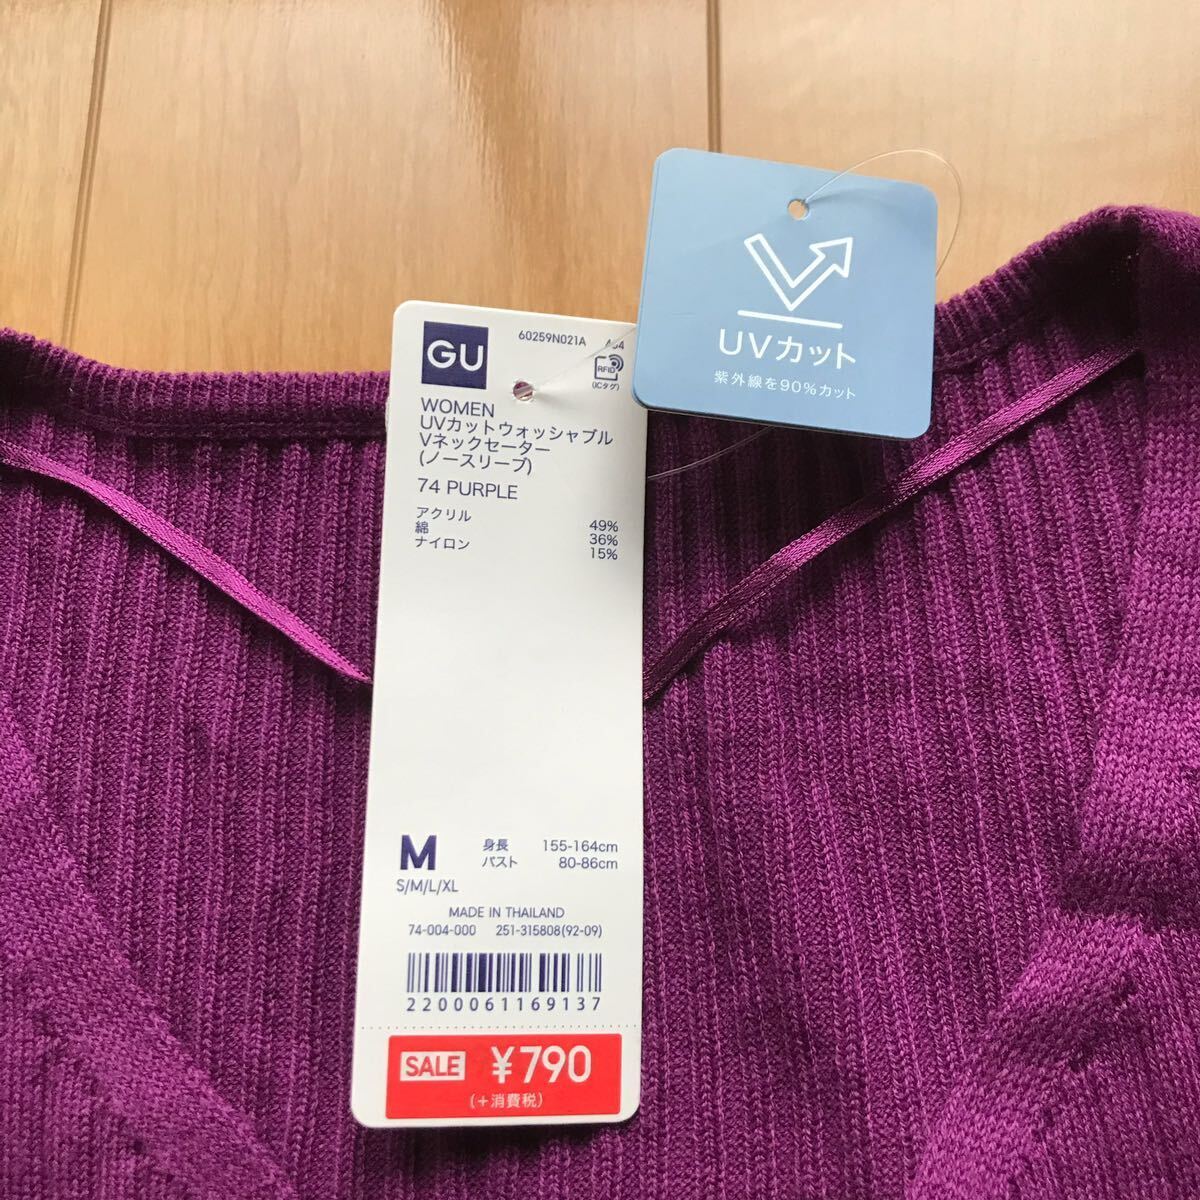 UVカット
紫外線を90%カット
GU
60259N021A
RFID
(ICタグ)
WOMEN
UVカットウォッシャブル
Vネックセーター
(ノースリーブ)
74 PURPLE
アクリル 49%
綿 36%
ナイロン 15%
M 身長 155-164cm
バスト 80-86cm
S/M/L/XL
MADE IN THAILAND
74-004-000 251-315808(92-09)
2200061169137
SALE ¥790
(+消費税)